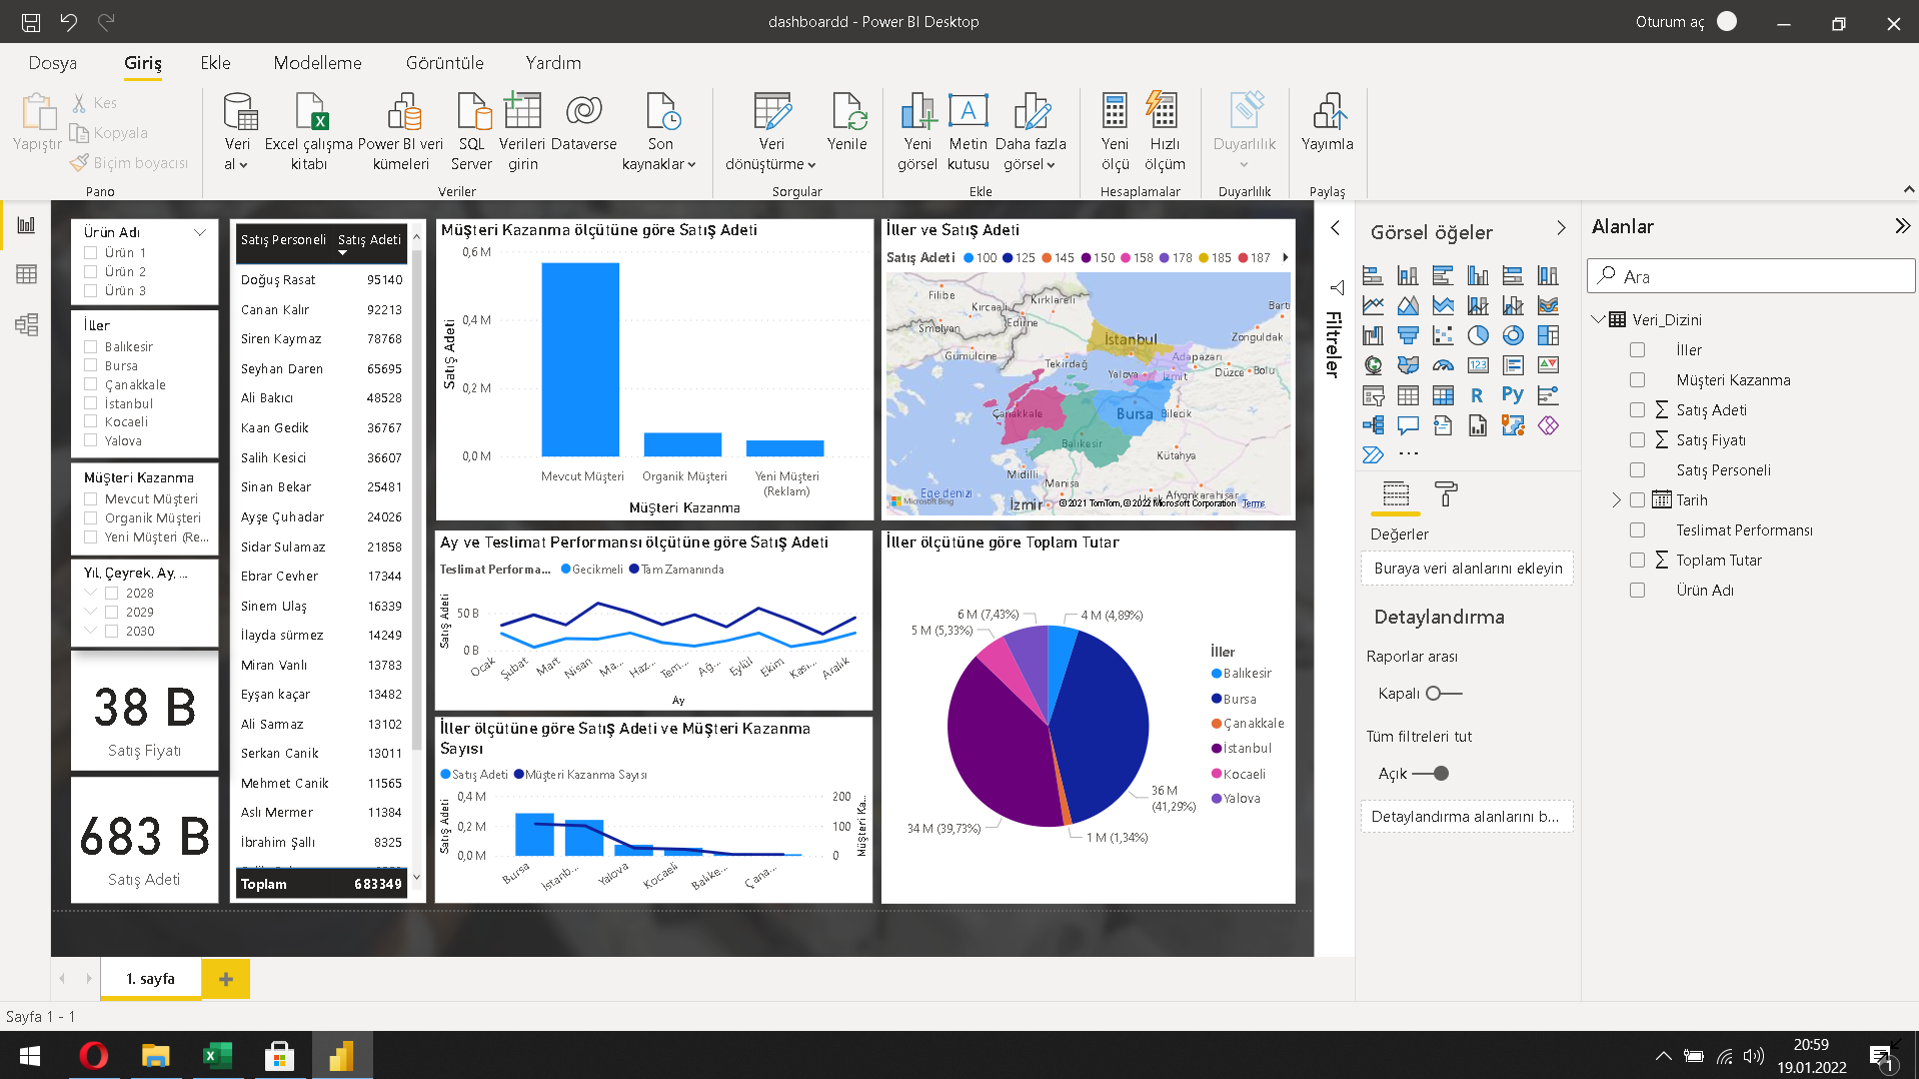 dashboardd - Power BI Desktop
Oturum aç
Dosya
Giriş
Ekle
Modelleme
Görüntüle
Yardım
Yapıştır
Kes
Kopyala
Biçim boyacısı
Pano
Veri al
Excel çalışma kitabı
Power BI veri kümeleri
SQL Server
Verileri girin
Dataverse
Son kaynaklar
Veriler
Veri dönüştürme
Yenile
Sorgular
Yeni görsel
Metin kutusu
Daha fazla görsel
Ekle
Yeni ölçü
Hızlı ölçüm
Hesaplamalar
Duyarlılık
Duyarlılık
Yayımla
Paylaş
Ürün Adı
Ürün 1
Ürün 2
Ürün 3
İller
Balıkesir
Bursa
Çanakkale
İstanbul
Kocaeli
Yalova
Müşteri Kazanma
Mevcut Müşteri
Organik Müşteri
Yeni Müşteri (Re...
Yıl, Çeyrek, Ay, ...
2028
2029
2030
38 B
Satış Fiyatı
683 B
Satış Adeti
Satış Personeli Satış Adeti
Doğuş Rasat 95140
Canan Kalır 92213
Siren Kaymaz 78768
Seyhan Daren 65695
Ali Bakıcı 48528
Kaan Gedik 36767
Salih Kesici 36607
Sinan Bekar 25481
Ayşe Çuhadar 24026
Sidar Sulamaz 21858
Ebrar Cevher 17344
Sinem Ulaş 16339
İlayda sürmez 14249
Miran Vanlı 13783
Eyşan kaçar 13482
Ali Sarmaz 13102
Serkan Canik 13011
Mehmet Canik 11565
Aslı Mermer 11384
İbrahim Şallı 8325
Toplam 683349
Müşteri Kazanma ölçütüne göre Satış Adeti
Satış Adeti
0,6 M
0,4 M
0,2 M
0,0 M
Mevcut Müşteri
Organik Müşteri
Yeni Müşteri (Reklam)
Müşteri Kazanma
Ay ve Teslimat Performansı ölçütüne göre Satış Adeti
Teslimat Performa... Gecikmeli Tam Zamanında
Satış Adeti
50 B
0 B
Ocak
Şubat
Mart
Nisan
Ma...
Haz...
Tem...
Ağ...
Eylül
Ekim
Kası...
Aralık
Ay
İller ölçütüne göre Satış Adeti ve Müşteri Kazanma
Sayısı
Satış Adeti Müşteri Kazanma Sayısı
Satış Adeti
0,4 M
0,2 M
0,0 M
200
100
0
Müşteri Ka...
Bursa
İstanb...
Yalova
Kocaeli
Balıke...
Çana...
İller ve Satış Adeti
Satış Adeti 100 125 145 150 158 178 185 187
Filibe
Kırcaali
Kırklareli
Edirne
Smolyan
Gümülcine
Tekirdağ
İstanbul
Bartı
Zonguldak
Adapazarı
Yalova
İzmit
Düzce
Bolu
Çanakkale
Bursa
Bilecik
Balıkesir
Kütahya
Midilli
Manisa
Ege denizi
Afyonkarahisar
Uşak
İzmir
Microsoft Bing
© 2021 TomTom, © 2022 Microsoft Corporation Terms
İller ölçütüne göre Toplam Tutar
6 M (7,43%)
4 M (4,89%)
5 M (5,33%)
36 M
(41,29%)
34 M (39,73%)
1 M (1,34%)
İller
Balıkesir
Bursa
Çanakkale
İstanbul
Kocaeli
Yalova
Filtreler
Görsel öğeler
Değerler
Buraya veri alanlarını ekleyin
Detaylandırma
Raporlar arası
Kapalı
Tüm filtreleri tut
Açık
Detaylandırma alanlarını b...
Alanlar
Ara
Veri_Dizini
İller
Müşteri Kazanma
Satış Adeti
Satış Fiyatı
Satış Personeli
Tarih
Teslimat Performansı
Toplam Tutar
Ürün Adı
1. sayfa
Sayfa 1 - 1
20:59
19.01.2022
1